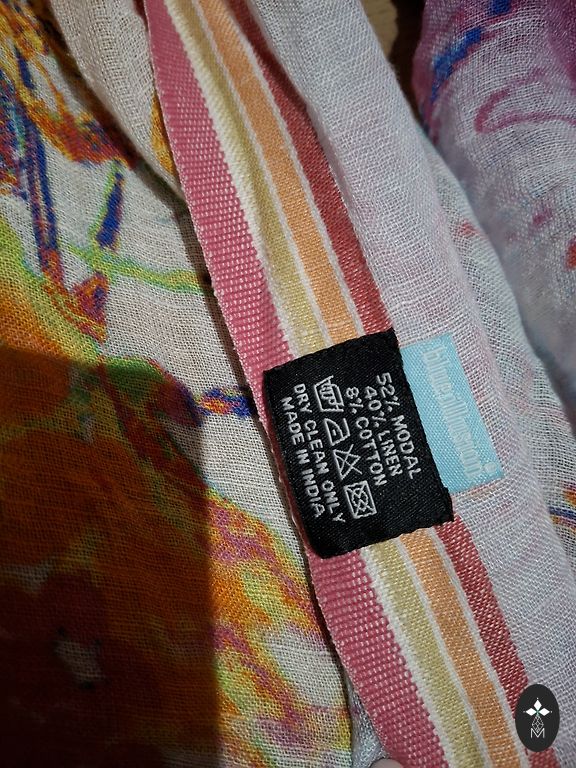 52% MODAL
40% LINEN
8% COTTON
DRY CLEAN ONLY
MADE IN INDIA